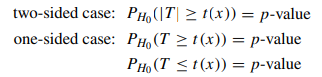 two-sided case: P_{H_0}(|T| ≥ t(x)) = p-value
one-sided case: P_{H_0}(T ≥ t(x)) = p-value
P_{H_0}(T ≤ t(x)) = p-value